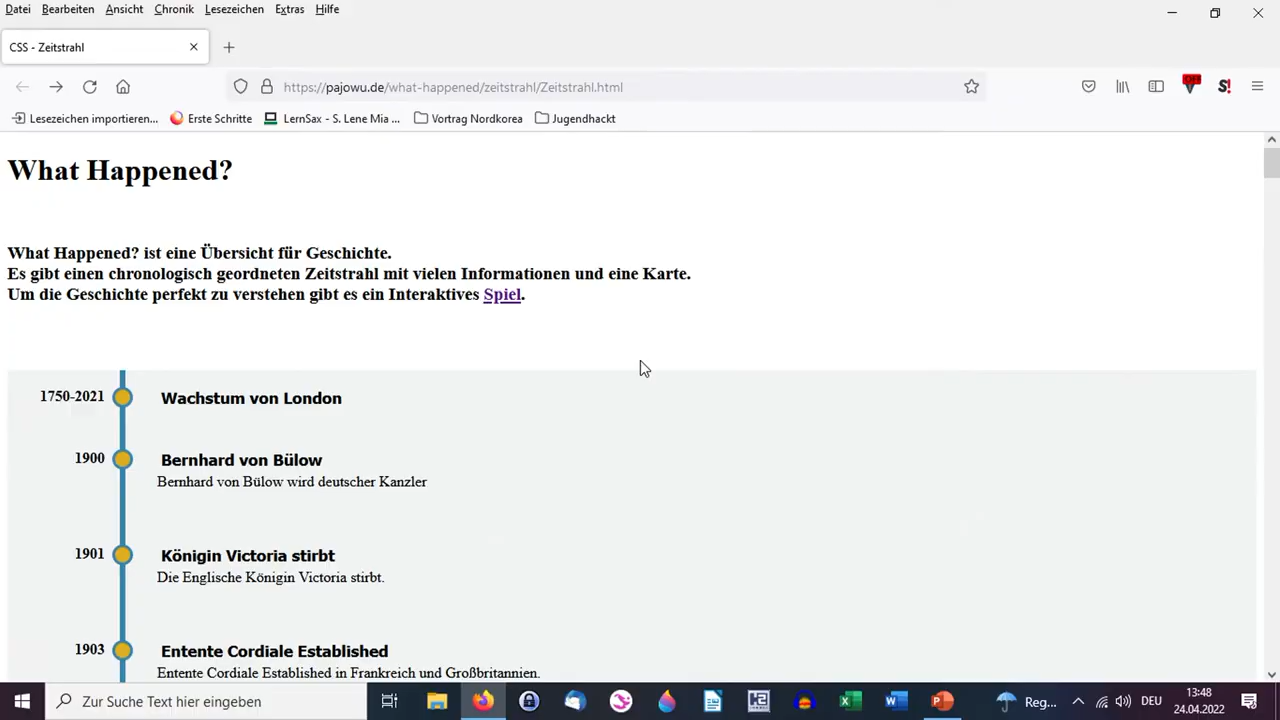 Datei Bearbeiten Ansicht Chronik Lesezeichen Extras Hilfe
CSS - Zeitstrahl
https://pajowu.de/what-happened/zeitstrahl/Zeitstrahl.html
OFF
S!
Lesezeichen importieren... Erste Schritte LernSax - S. Lene Mia ... Vortrag Nordkorea Jugendhackt
What Happened?
What Happened? ist eine Übersicht für Geschichte.
Es gibt einen chronologisch geordneten Zeitstrahl mit vielen Informationen und eine Karte.
Um die Geschichte perfekt zu verstehen gibt es ein Interaktives Spiel.
1750-2021 Wachstum von London
1900 Bernhard von Bülow
Bernhard von Bülow wird deutscher Kanzler
1901 Königin Victoria stirbt
Die Englische Königin Victoria stirbt.
1903 Entente Cordiale Established
Entente Cordiale Established in Frankreich und Großbritannien.
Zur Suche Text hier eingeben
Reg... DEU 13:48
24.04.2022